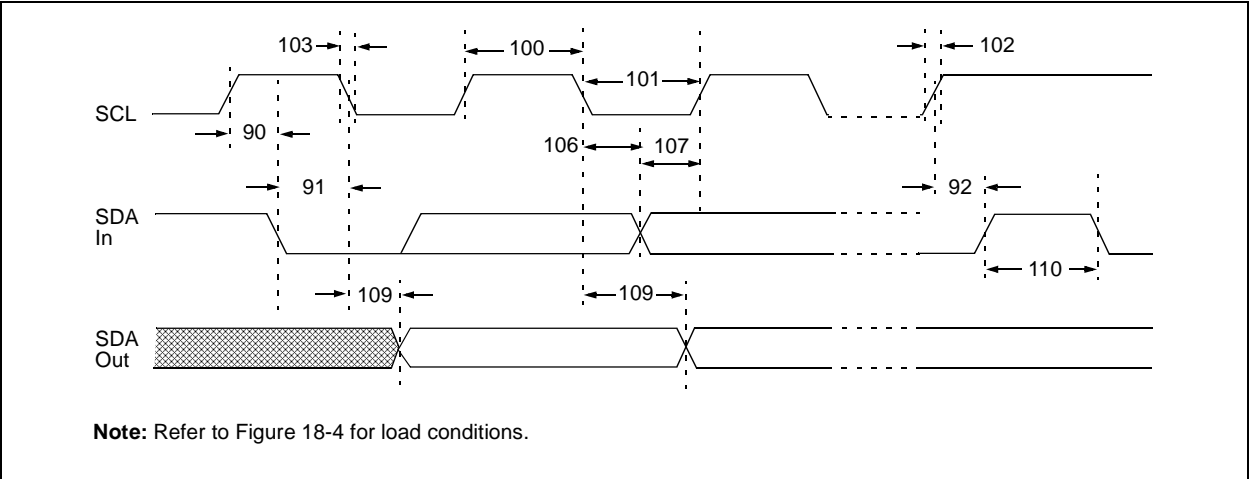 103
100
101
102
SCL
90
106
107
91
92
SDA
In
110
109
109
SDA
Out
Note: Refer to Figure 18-4 for load conditions.